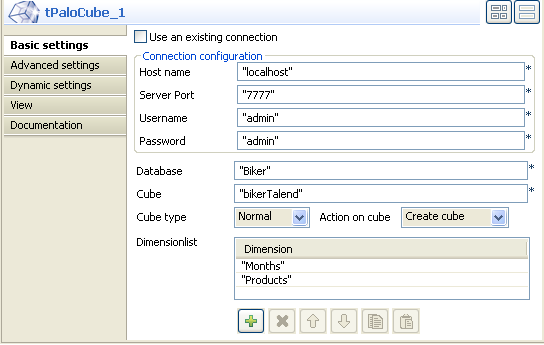 tPaloCube_1
Basic settings
Advanced settings
Dynamic settings
View
Documentation
Use an existing connection
Connection configuration
Host name "localhost" *
Server Port "7777" *
Username "admin" *
Password "admin" *
Database "Biker" *
Cube "bikerTalend" *
Cube type Normal Action on cube Create cube
Dimensionlist
Dimension
"Months"
"Products"